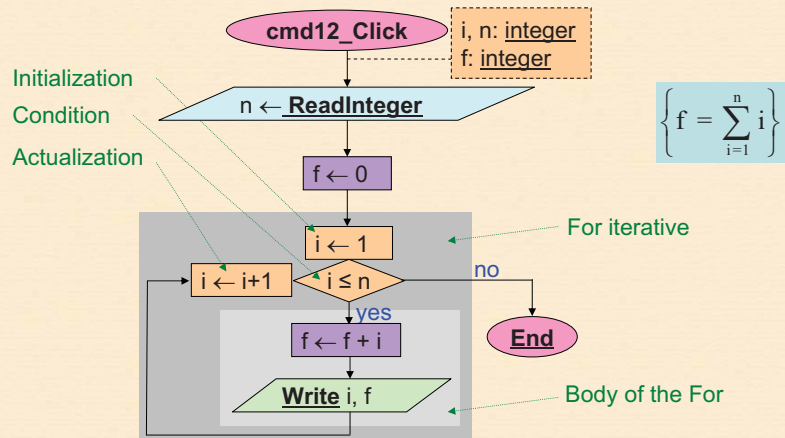 cmd12_Click
i, n: integer
f: integer
Initialization
Condition
Actualization
n ← ReadInteger
{f = ∑ i}
n
i=1
f ← 0
For iterative
i ← 1
i ← i+1
i ≤ n
no
yes
End
f ← f + i
Write i, f
Body of the For